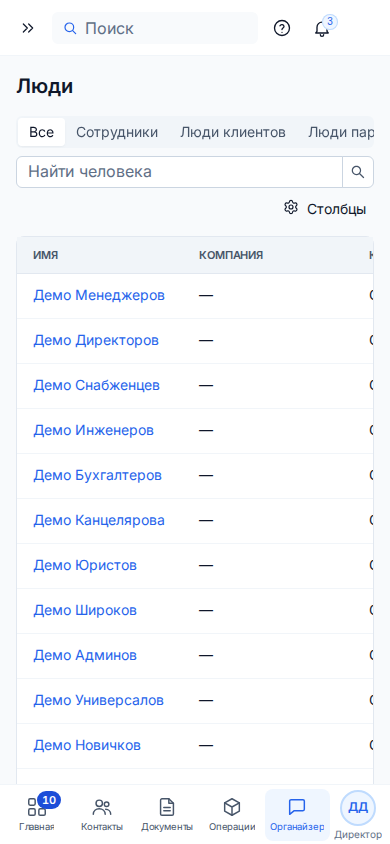 Поиск
3
Люди
Все Сотрудники Люди клиентов Люди пар
Найти человека
Столбцы
ИМЯ КОМПАНИЯ
Демо Менеджеров —
Демо Директоров —
Демо Снабженцев —
Демо Инженеров —
Демо Бухгалтеров —
Демо Канцелярова —
Демо Юристов —
Демо Широков —
Демо Админов —
Демо Универсалов —
Демо Новичков —
10 ДД
Главная Контакты Документы Операции Органайзер Директор